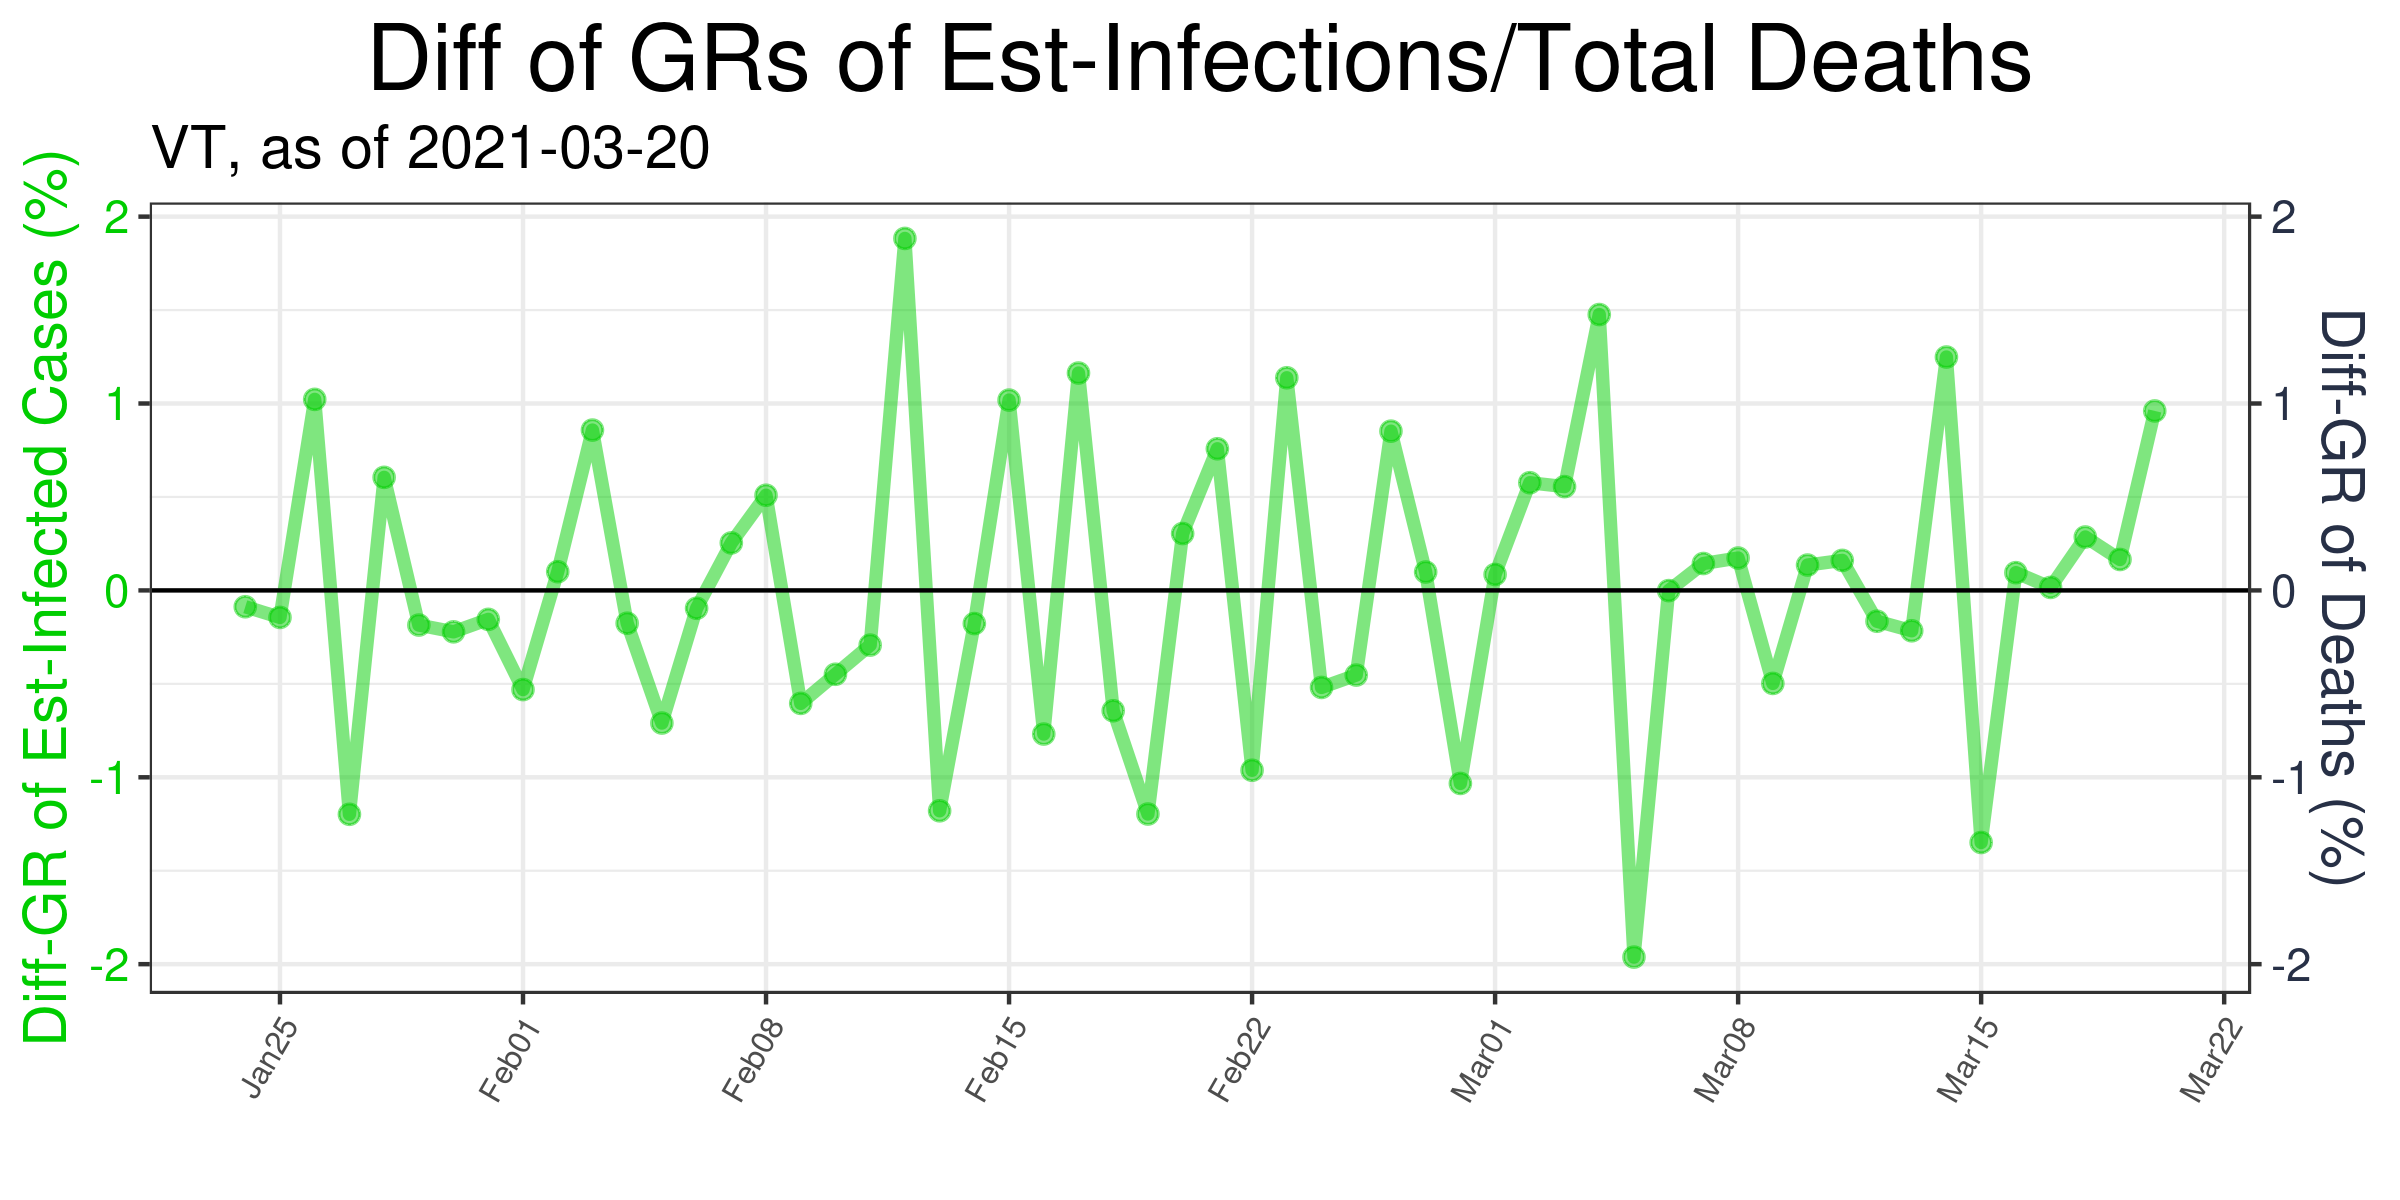 Diff of GRs of Est-Infections/Total Deaths
VT, as of 2021-03-20
Diff-GR of Est-Infected Cases (%)
2
1
0
-1
-2
2
1
0
-1
-2
Diff-GR of Deaths (%)
Jan25
Feb01
Feb08
Feb15
Feb22
Mar01
Mar08
Mar15
Mar22